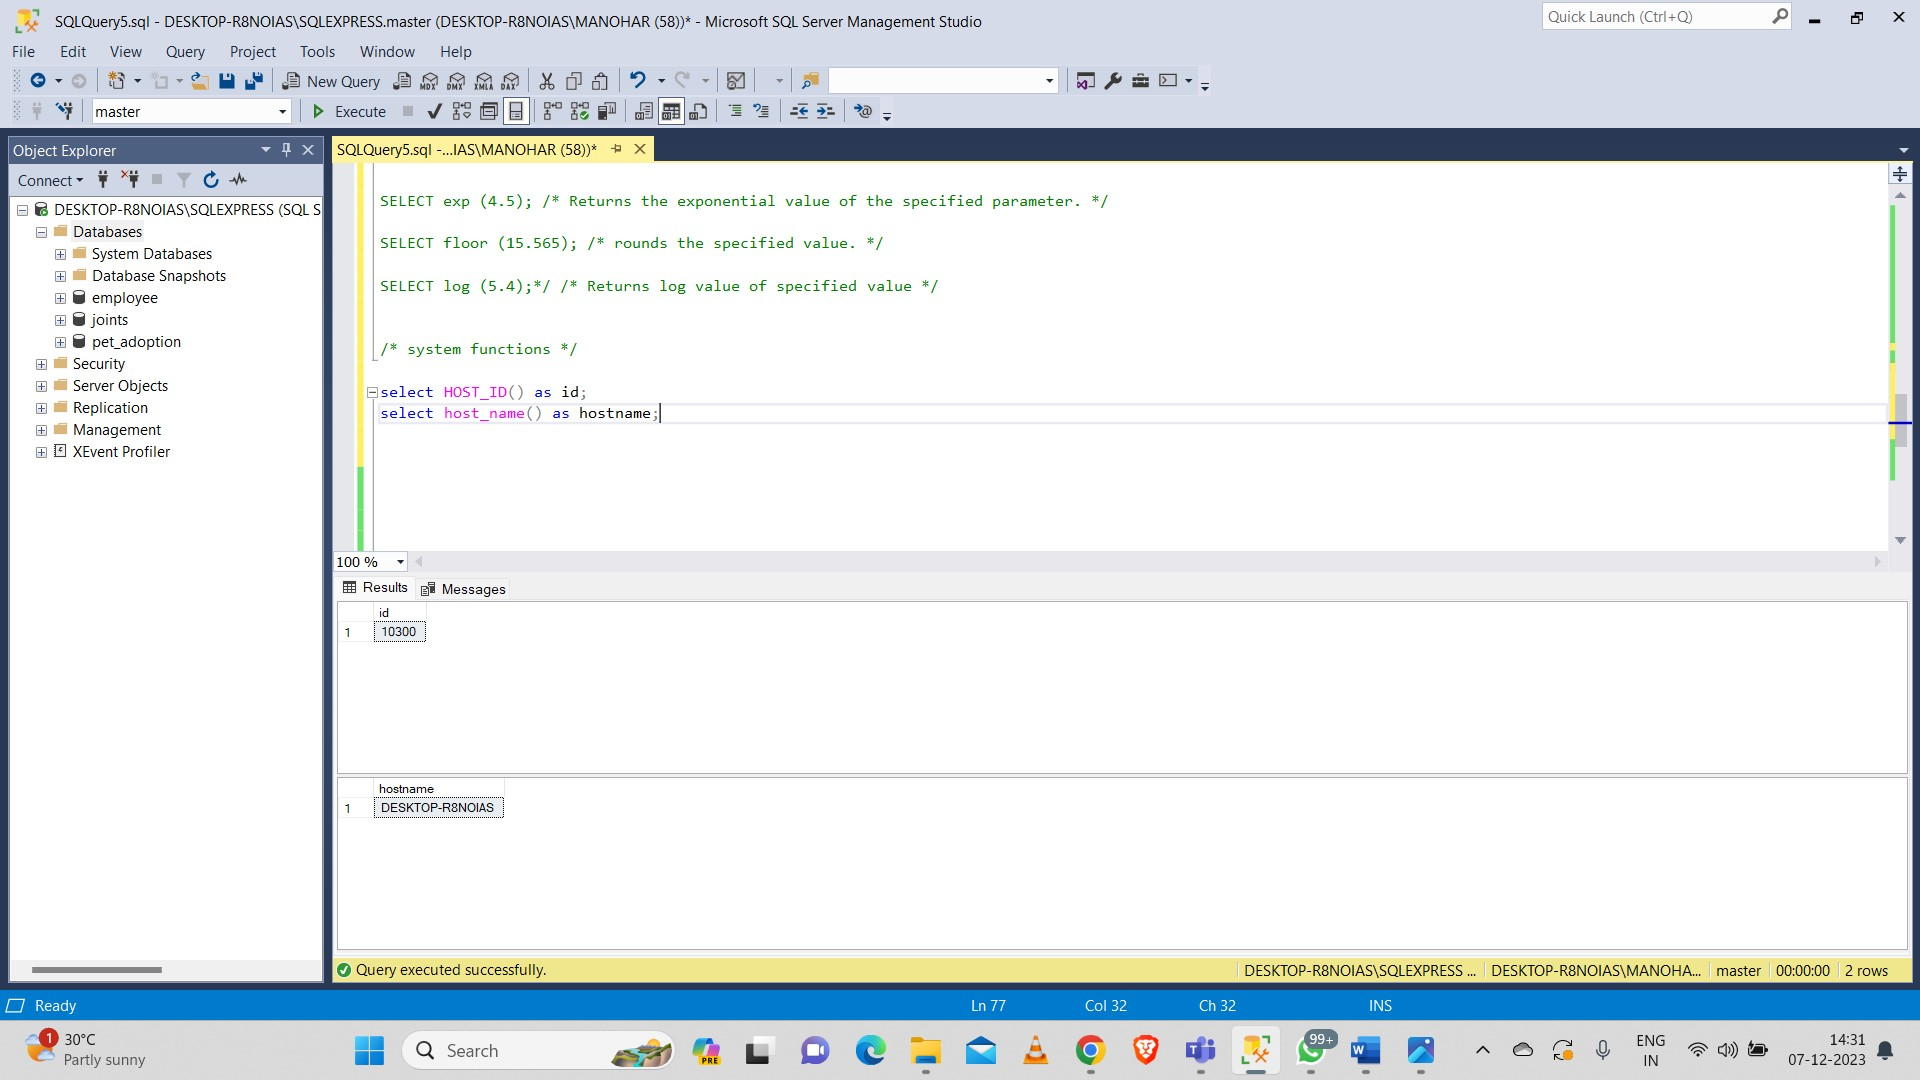 SQLQuery5.sql - DESKTOP-R8NOIAS\SQLEXPRESS.master (DESKTOP-R8NOIAS\MANOHAR (58))* - Microsoft SQL Server Management Studio
Quick Launch (Ctrl+Q)
File Edit View Query Project Tools Window Help
New Query
MDX DMX XMLA DAX
master
Execute
Object Explorer
SQLQuery5.sql -...IAS\MANOHAR (58))*
Connect
DESKTOP-R8NOIAS\SQLEXPRESS (SQL S
Databases
System Databases
Database Snapshots
employee
joints
pet_adoption
Security
Server Objects
Replication
Management
XEvent Profiler
SELECT exp (4.5); /* Returns the exponential value of the specified parameter. */
SELECT floor (15.565); /* rounds the specified value. */
SELECT log (5.4);*/ /* Returns log value of specified value */
/* system functions */
select HOST_ID() as id;
select host_name() as hostname;
100 %
Results Messages
id
1 10300
hostname
1 DESKTOP-R8NOIAS
Query executed successfully.
DESKTOP-R8NOIAS\SQLEXPRESS ... DESKTOP-R8NOIAS\MANOHA... master 00:00:00 2 rows
Ready
Ln 77 Col 32 Ch 32 INS
1
30°C
Partly sunny
Search
PRE
99+
ENG
IN
14:31
07-12-2023